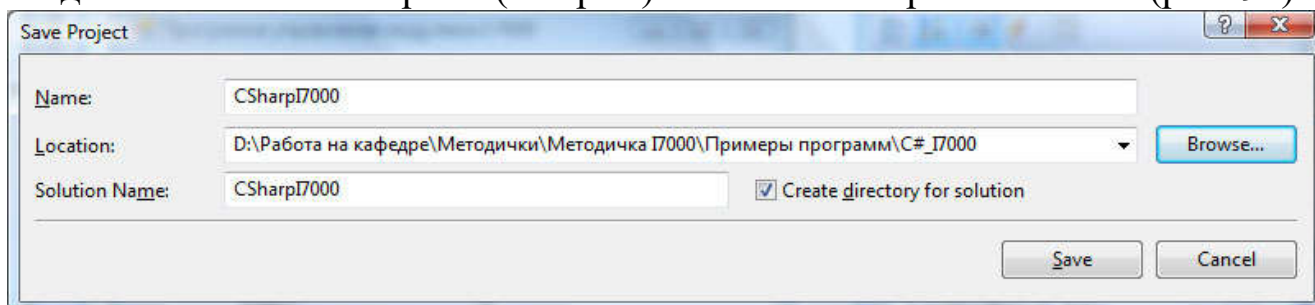 Save Project
Name: CSharpI7000
Location: D:\Работа на кафедре\Методички\Методичка I7000\Примеры программ\C#_I7000 Browse...
Solution Name: CSharpI7000 Create directory for solution
Save Cancel